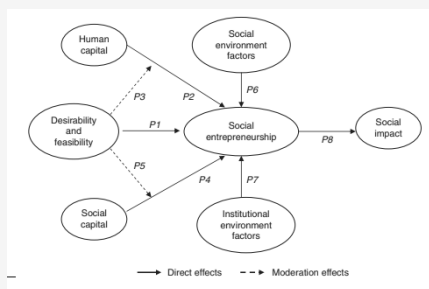 Human
capital
Social
environment
factors
P3
P2
P6
Desirability
and
feasibility
P1
Social
entrepreneurship
P8
Social
impact
P5
P4
P7
Social
capital
Institutional
environment
factors
Direct effects
Moderation effects